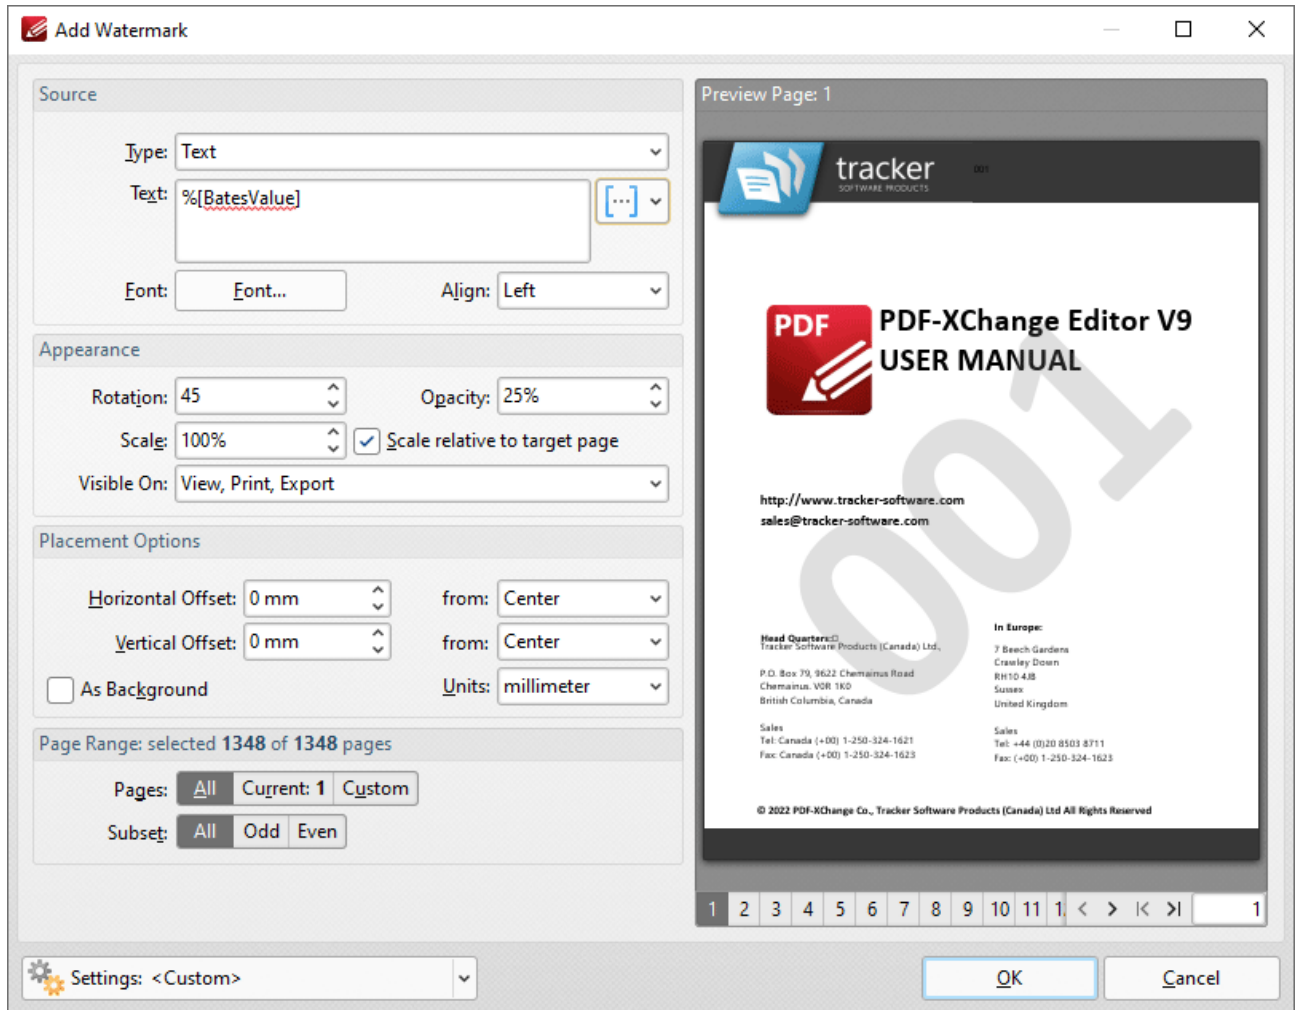 Add Watermark
Source
Type: Text
Text: %[BatesValue]
Font: Font... Align: Left
Appearance
Rotation: 45 Opacity: 25%
Scale: 100% Scale relative to target page
Visible On: View, Print, Export
Placement Options
Horizontal Offset: 0 mm from: Center
Vertical Offset: 0 mm from: Center
As Background Units: millimeter
Page Range: selected 1348 of 1348 pages
Pages: All Current: 1 Custom
Subset: All Odd Even
Preview Page: 1
tracker
SOFTWARE PRODUCTS
001
PDF
PDF-XChange Editor V9
USER MANUAL
001
http://www.tracker-software.com
sales@tracker-software.com
Head Quarters:
Tracker Software Products (Canada) Ltd.,
P.O. Box 79, 9622 Chemainus Road
Chemainus. V0R 1K0
British Columbia, Canada
Sales
Tel: Canada (+00) 1-250-324-1621
Fax: Canada (+00) 1-250-324-1623
In Europe:
7 Beech Gardens
Crawley Down
RH10 4JB
Sussex
United Kingdom
Sales
Tel: +44 (0)20 8503 8711
Fax: (+00) 1-250-324-1623
© 2022 PDF-XChange Co., Tracker Software Products (Canada) Ltd All Rights Reserved
1 2 3 4 5 6 7 8 9 10 11 1
Settings: <Custom>
OK Cancel